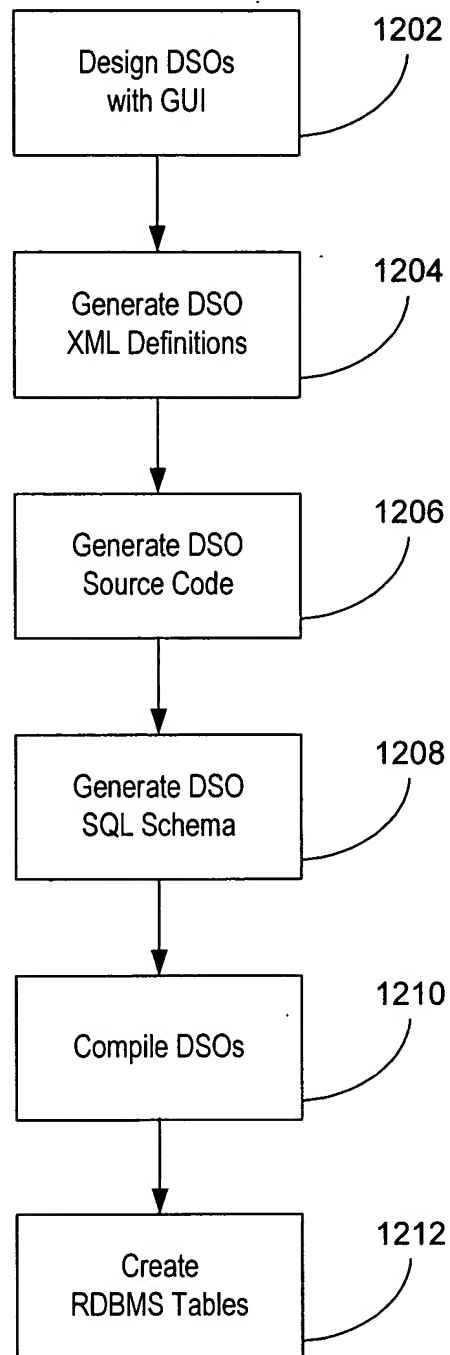 1202
Design DSOs
with GUI
1204
Generate DSO
XML Definitions
1206
Generate DSO
Source Code
1208
Generate DSO
SQL Schema
1210
Compile DSOs
1212
Create
RDBMS Tables